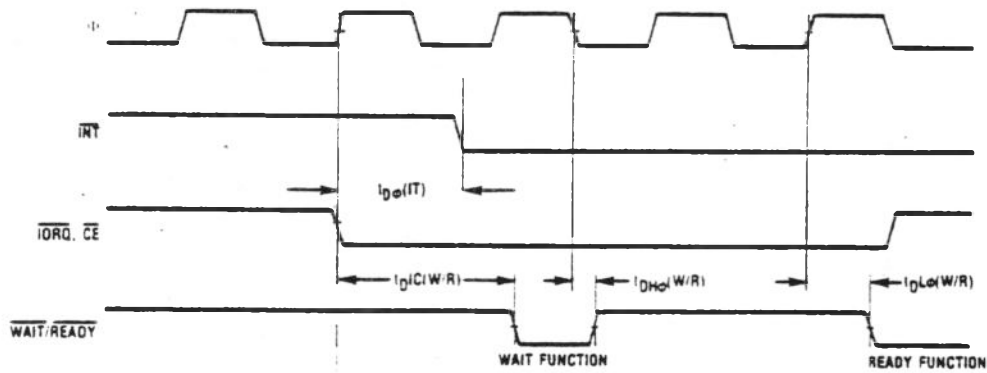 Φ
INT
tDΦ(IT)
IORQ, CE
tDIC(W/R)
tDHΦ(W/R)
tDLΦ(W/R)
WAIT/READY
WAIT FUNCTION
READY FUNCTION